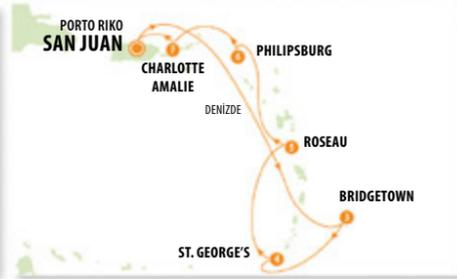 PORTO RIKO
SAN JUAN
CHARLOTTE
AMALIE
PHILIPSBURG
DENİZDE
ROSEAU
BRIDGETOWN
ST. GEORGE'S